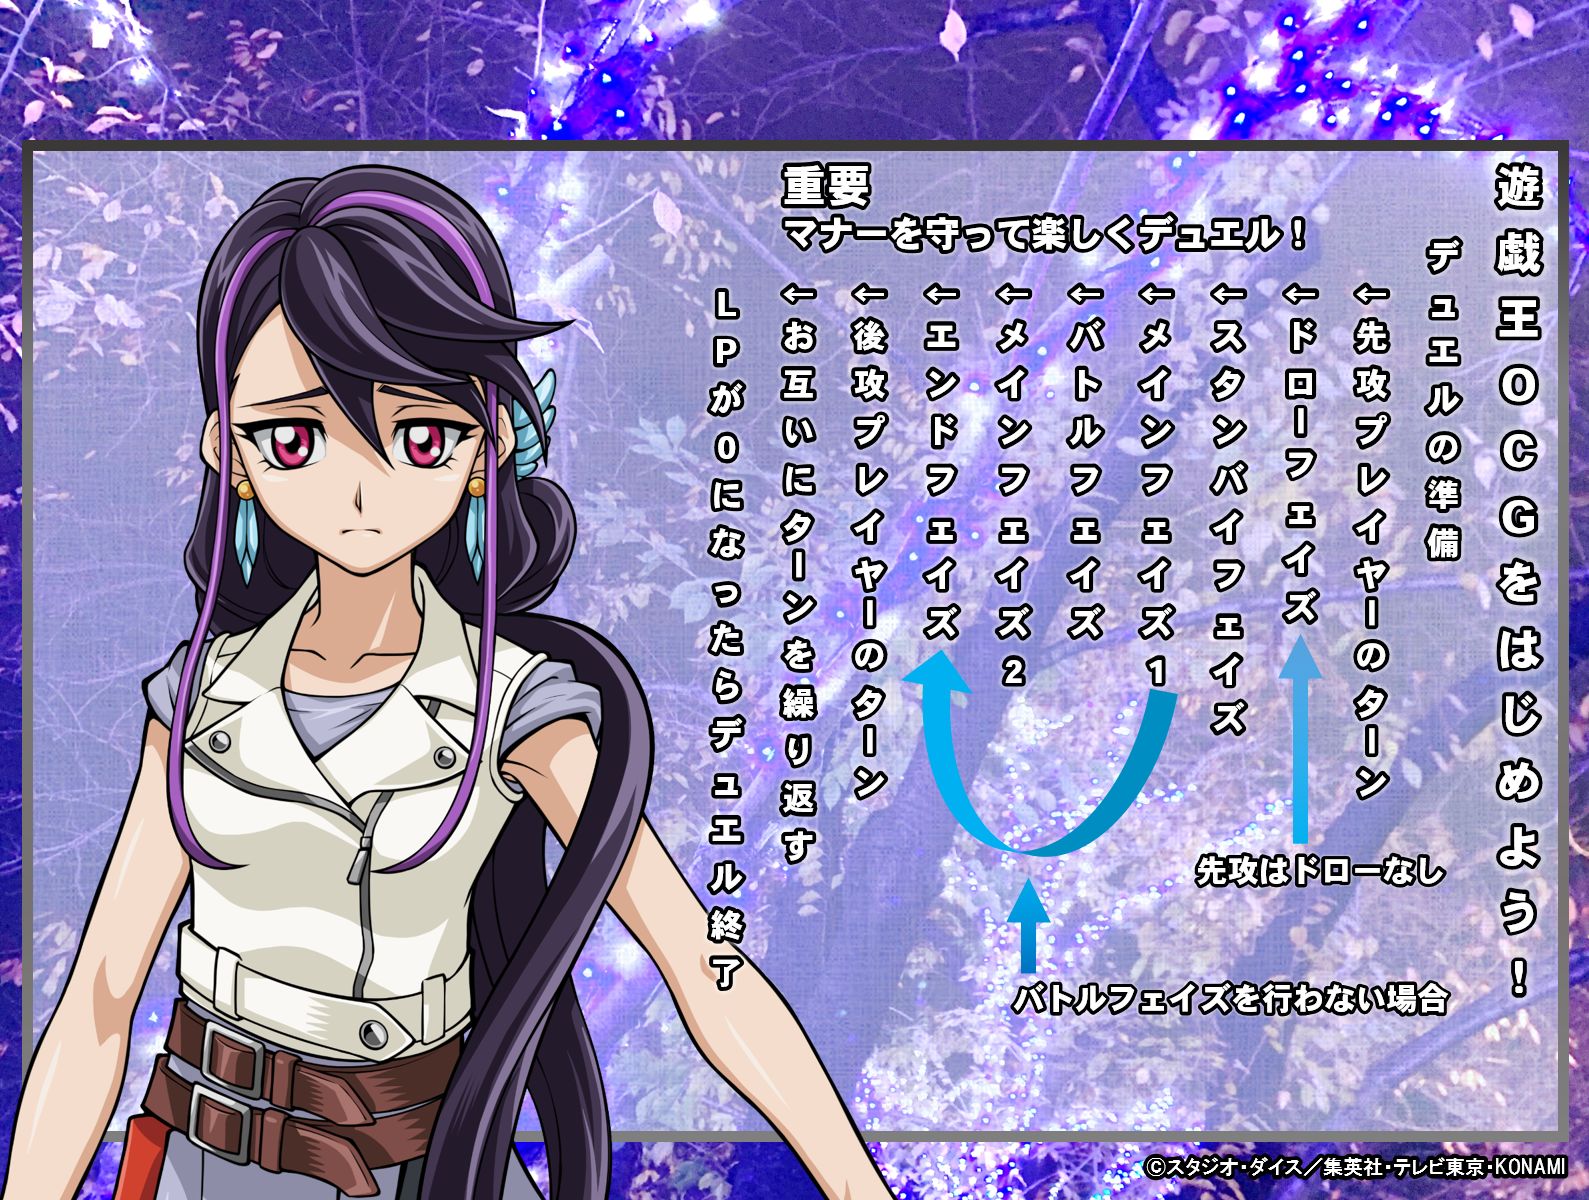 遊戯王OCGをはじめよう！
デュエルの準備
←先攻プレイヤーのターン
←ドローフェイズ
←スタンバイフェイズ
←メインフェイズ1
←バトルフェイズ
←メインフェイズ2
←エンドフェイズ
←後攻プレイヤーのターン
←お互いにターンを繰り返す
LPが0になったらデュエル終了
重要
マナーを守って楽しくデュエル！
先攻はドローなし
バトルフェイズを行わない場合
©スタジオ・ダイス／集英社・テレビ東京・KONAMI